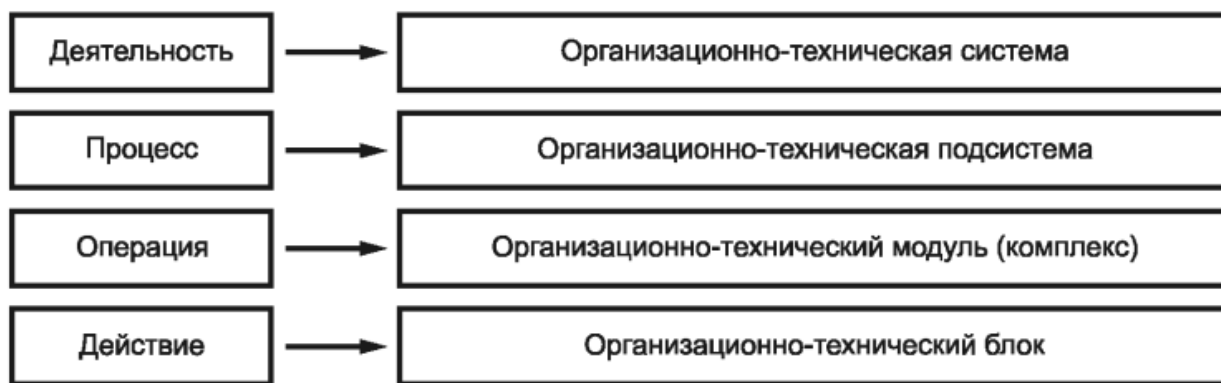 Деятельность
Организационно-техническая система
Процесс
Организационно-техническая подсистема
Операция
Организационно-технический модуль (комплекс)
Действие
Организационно-технический блок